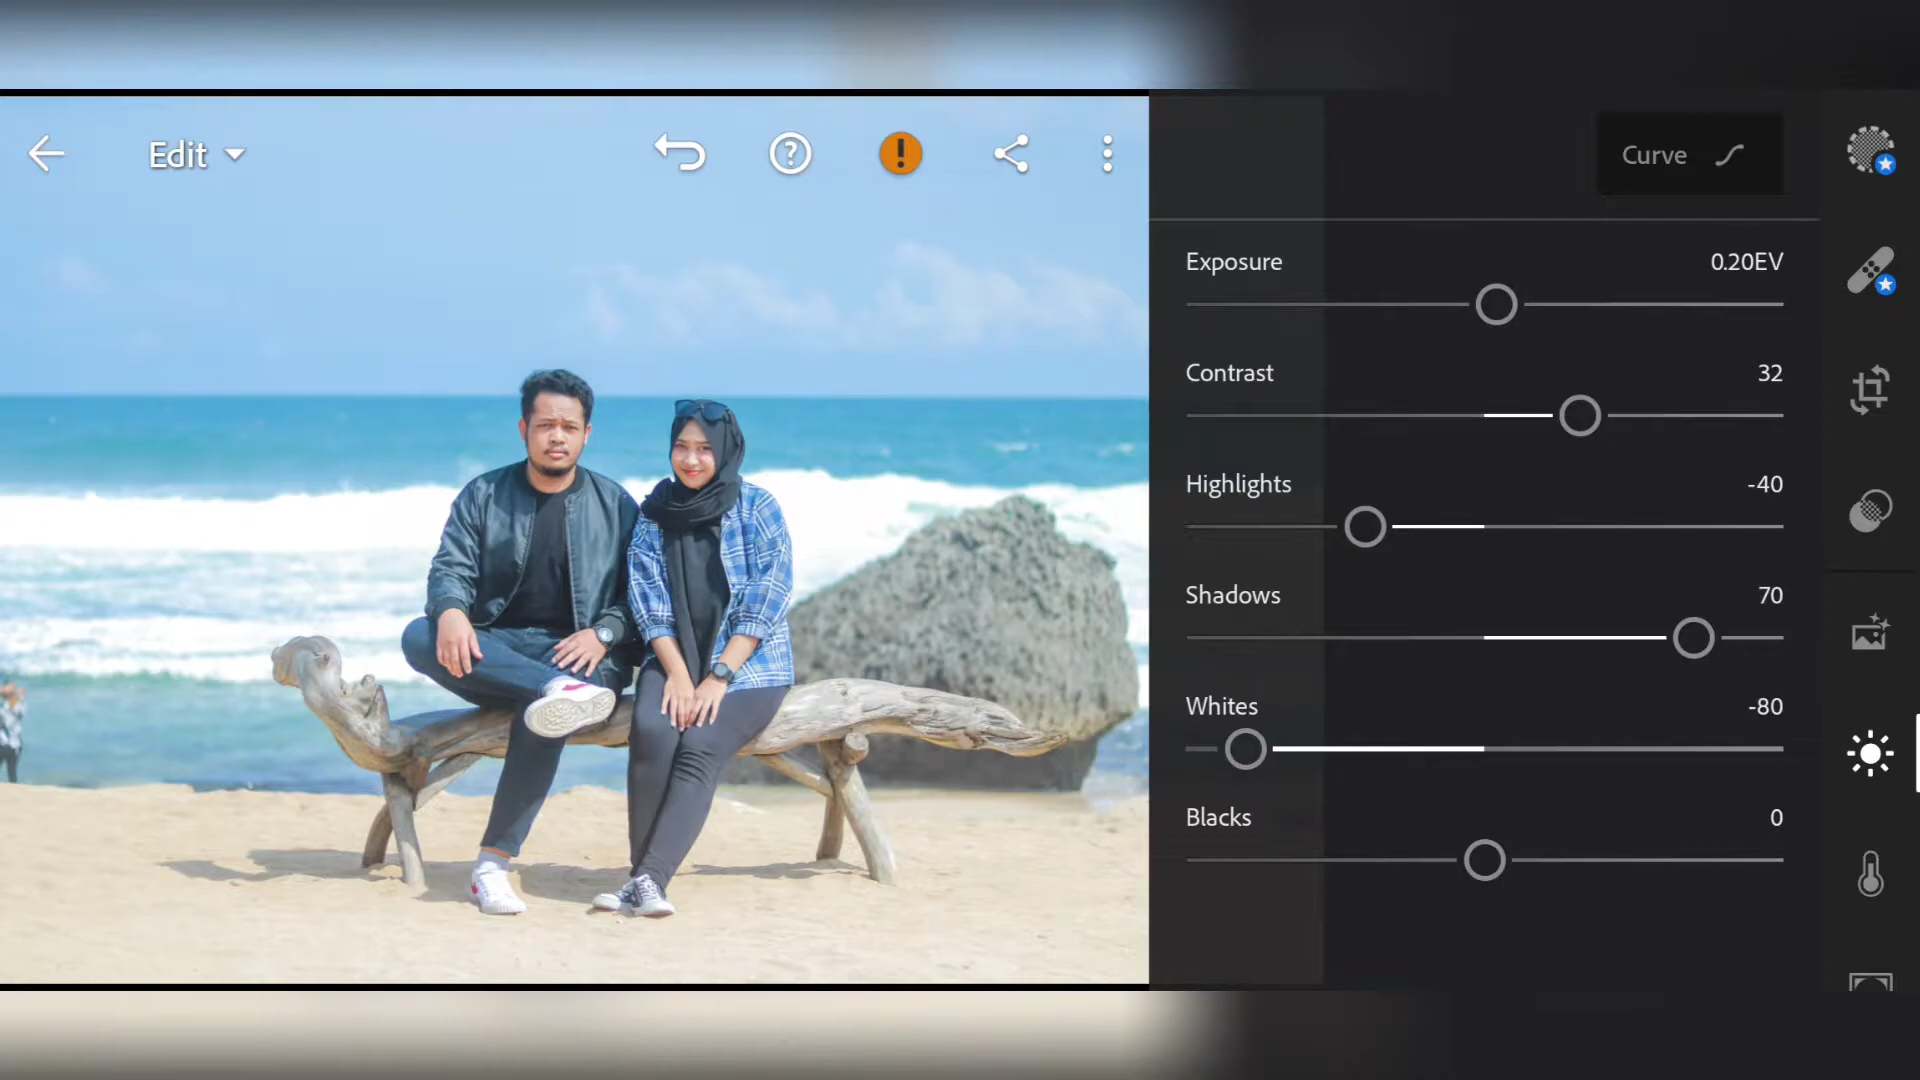 Edit
Curve
Exposure 0.20EV
Contrast 32
Highlights -40
Shadows 70
Whites -80
Blacks 0